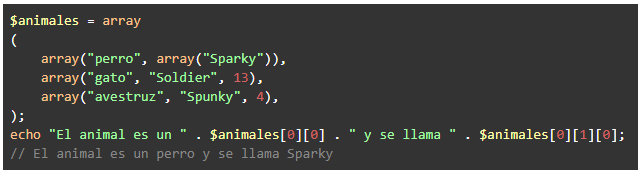 $animales = array
(
    array("perro", array("Sparky")),
    array("gato", "Soldier", 13),
    array("avestruz", "Spunky", 4),
);
echo "El animal es un " . $animales[0][0] . " y se llama " . $animales[0][1][0];
// El animal es un perro y se llama Sparky